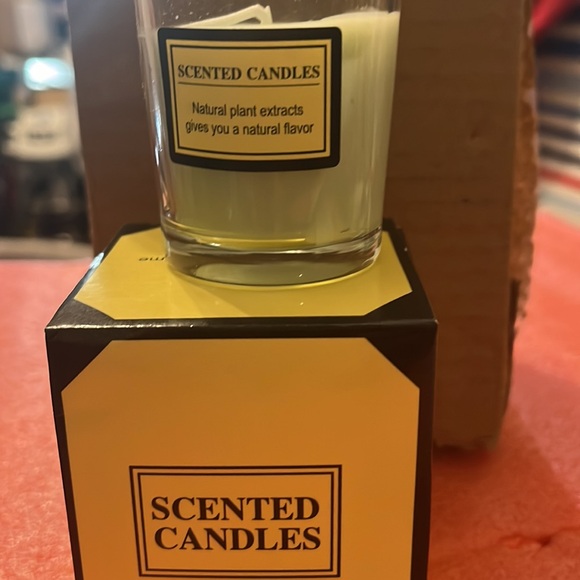 SCENTED CANDLES
Natural plant extracts
gives you a natural flavor
SCENTED
CANDLES